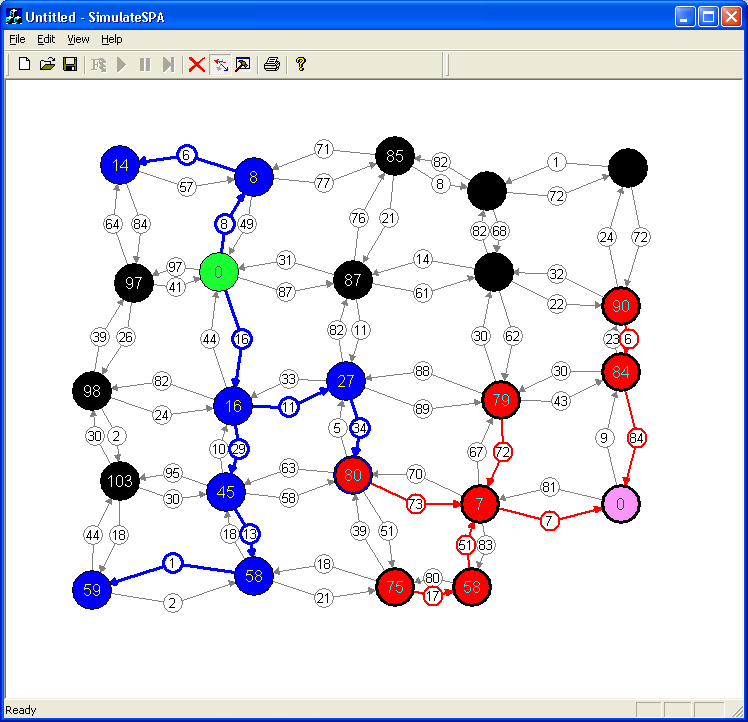 Untitled - SimulateSPA
File Edit View Help
6 71 85 82 1
14 8 8
57 77 72
64 84 8 49 76 21 82 68 24 72
97 0 31 14 32
97 41 87 87 61 22 90
39 26 44 16 82 11 30 62 23 6
98 82 33 27 88 79 30 84
24 16 11 89 43
30 2 10 29 5 34 67 72 9 84
103 95 63 80 70 81
30 45 58 73 7 7 0
44 18 18 13 39 51 51 83
59 1 58 18 75 80 58
2 21 17
Ready